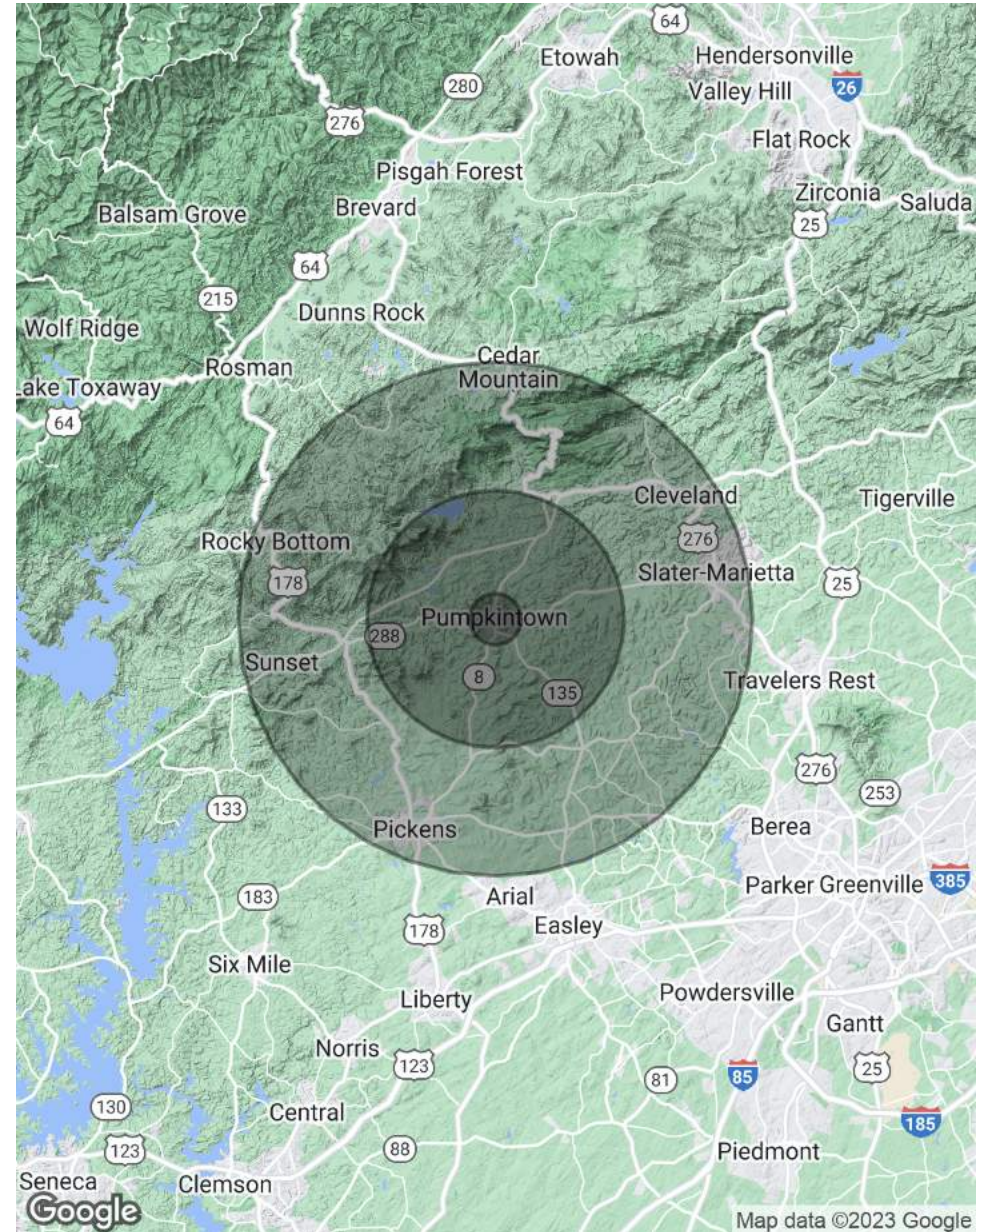 64
Etowah
Hendersonville
280
Valley Hill
26
276
Flat Rock
Pisgah Forest
Zirconia
Saluda
Balsam Grove
Brevard
25
64
215
Dunns Rock
Wolf Ridge
Cedar
Mountain
Rosman
Lake Toxaway
64
Cleveland
Tigerville
276
Rocky Bottom
178
Slater-Marietta
25
Pumpkintown
288
Sunset
8
135
Travelers Rest
276
253
133
Pickens
Berea
Parker
Greenville
385
183
Arial
178
Easley
Six Mile
Liberty
Powdersville
Gantt
Norris
123
81
85
25
130
Central
185
123
88
Piedmont
Seneca
Clemson
Google
Map data ©2023 Google